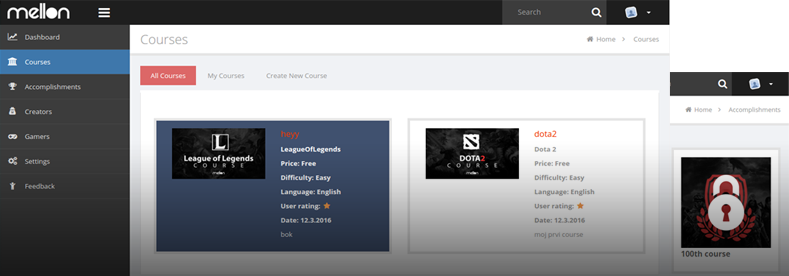 mellon
Search
Dashboard
Courses
Accomplishments
Creators
Gamers
Settings
Feedback
Courses
Home > Courses
All Courses
My Courses
Create New Course
L
League of Legends
COURSE
mellon
heyy
LeagueOfLegends
Price: Free
Difficulty: Easy
Language: English
User rating:
Date: 12.3.2016
bok
DOTA2
COURSE
mellon
dota2
Dota 2
Price: Free
Difficulty: Easy
Language: English
User rating:
Date: 12.3.2016
moj prvi course
Home > Accomplishments
100th course